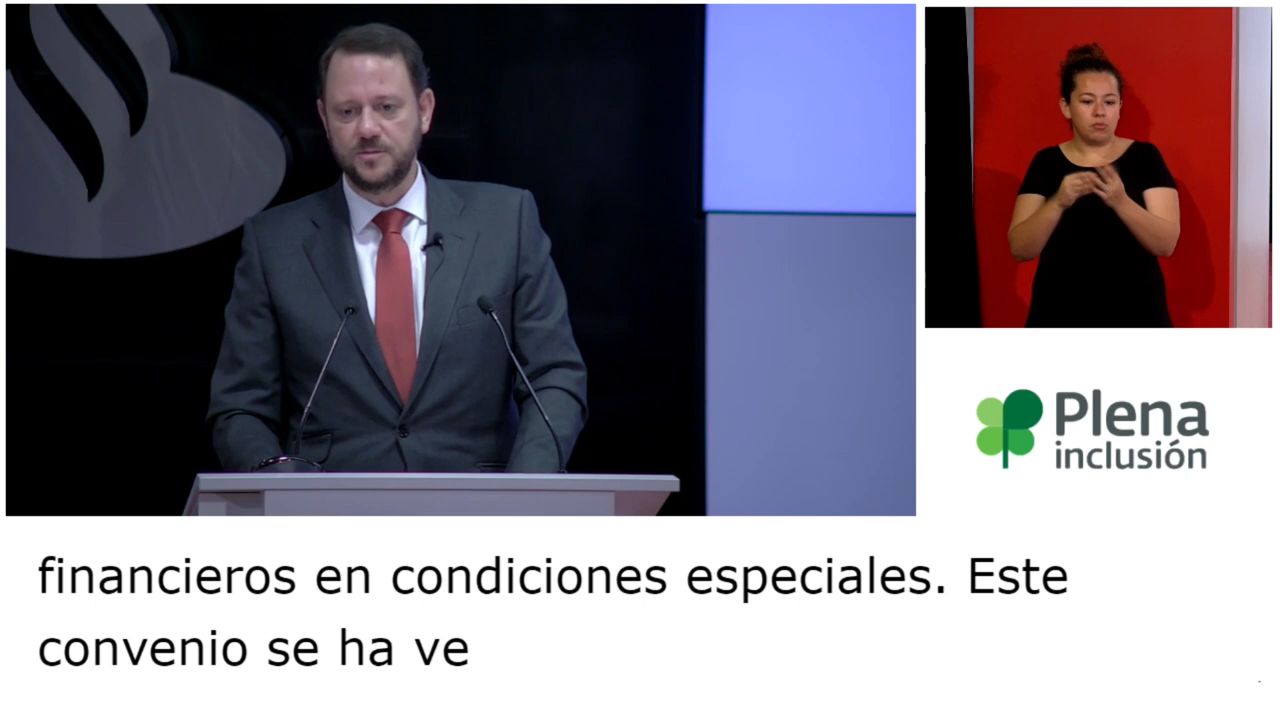 Plena
inclusión
financieros en condiciones especiales. Este
convenio se ha ve